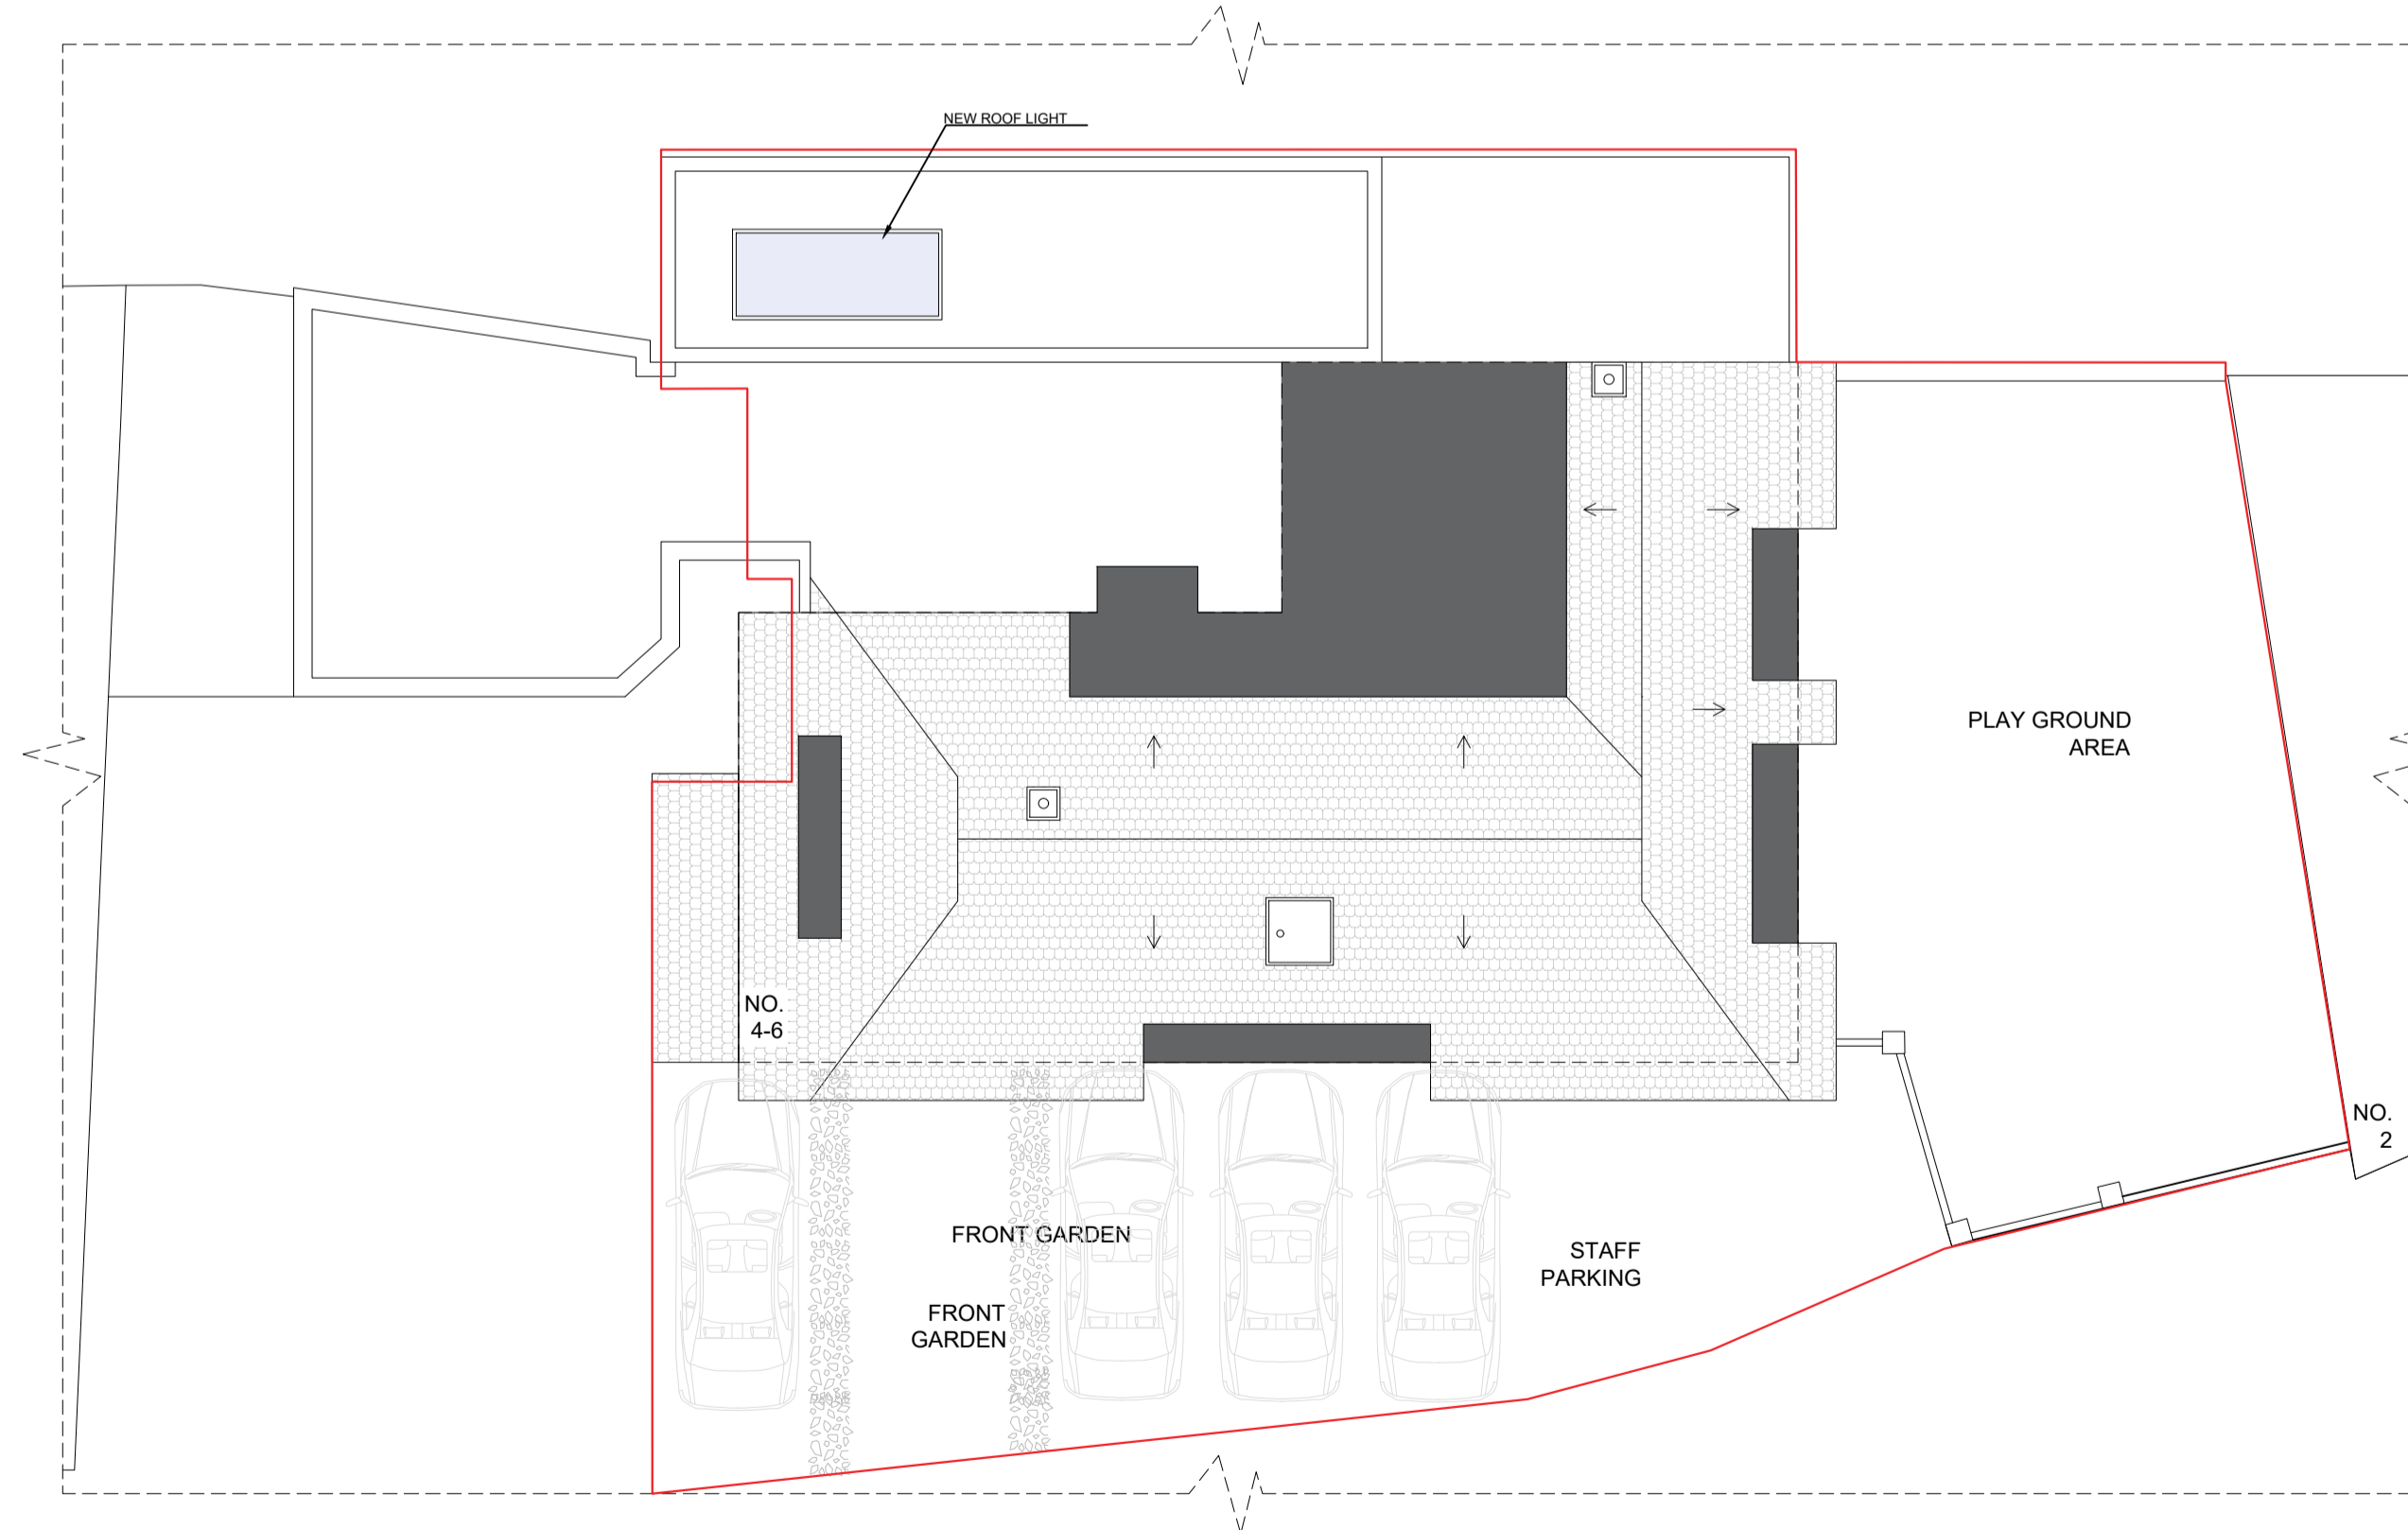 NEW ROOF LIGHT
PLAY GROUND
AREA
NO.
4-6
NO.
2
FRONT GARDEN
STAFF
PARKING
FRONT
GARDEN